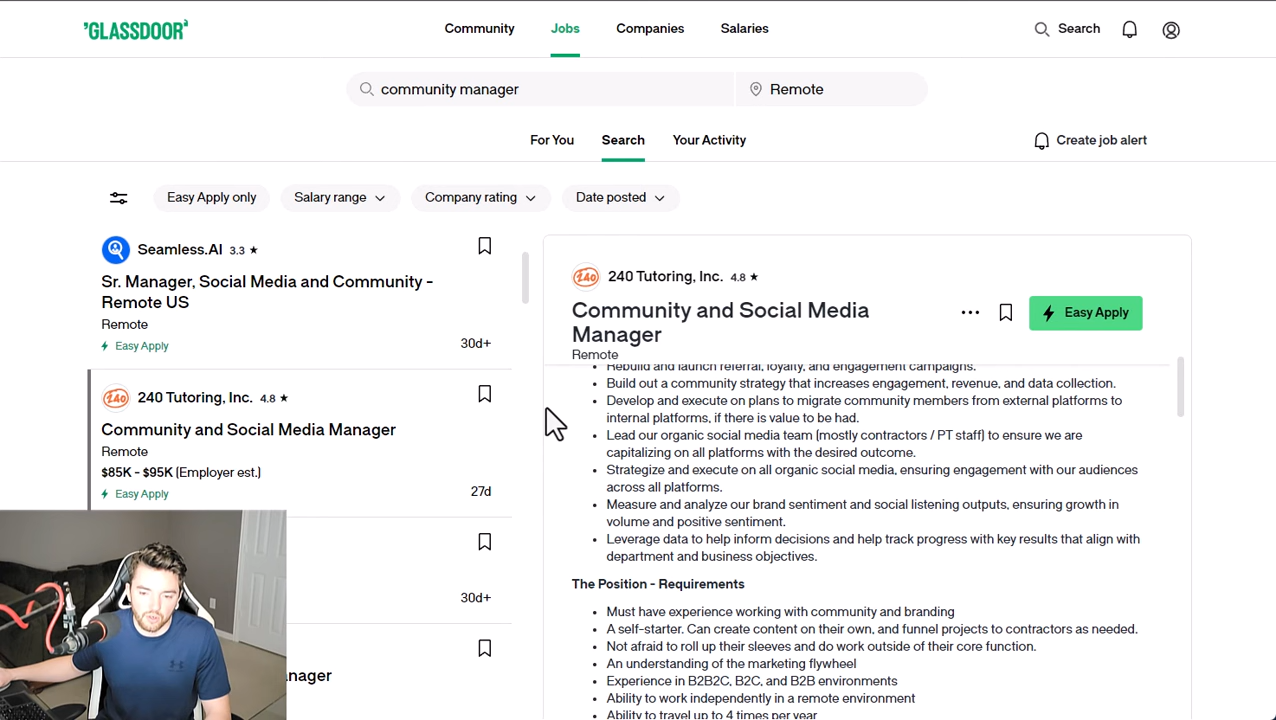 "GLASSDOOR"
Community
Jobs
Companies
Salaries
Search
community manager
Remote
For You
Search
Your Activity
Create job alert
Easy Apply only
Salary range
Company rating
Date posted
Seamless.AI 3.3 ★
Sr. Manager, Social Media and Community -
Remote US
Remote
Easy Apply
30d+
240 Tutoring, Inc. 4.8 ★
Community and Social Media Manager
Remote
$85K - $95K (Employer est.)
Easy Apply
27d
30d+
anager
240
240 Tutoring, Inc. 4.8 ★
Community and Social Media
Manager
Remote
Easy Apply
Rebuild and launch referral, loyalty, and engagement campaigns.
• Build out a community strategy that increases engagement, revenue, and data collection.
• Develop and execute on plans to migrate community members from external platforms to
internal platforms, if there is value to be had.
• Lead our organic social media team (mostly contractors / PT staff) to ensure we are
capitalizing on all platforms with the desired outcome.
• Strategize and execute on all organic social media, ensuring engagement with our audiences
across all platforms.
• Measure and analyze our brand sentiment and social listening outputs, ensuring growth in
volume and positive sentiment.
• Leverage data to help inform decisions and help track progress with key results that align with
department and business objectives.
The Position - Requirements
• Must have experience working with community and branding
• A self-starter. Can create content on their own, and funnel projects to contractors as needed.
• Not afraid to roll up their sleeves and do work outside of their core function.
• An understanding of the marketing flywheel
• Experience in B2B2C, B2C, and B2B environments
• Ability to work independently in a remote environment
• Ability to travel up to 4 times per year